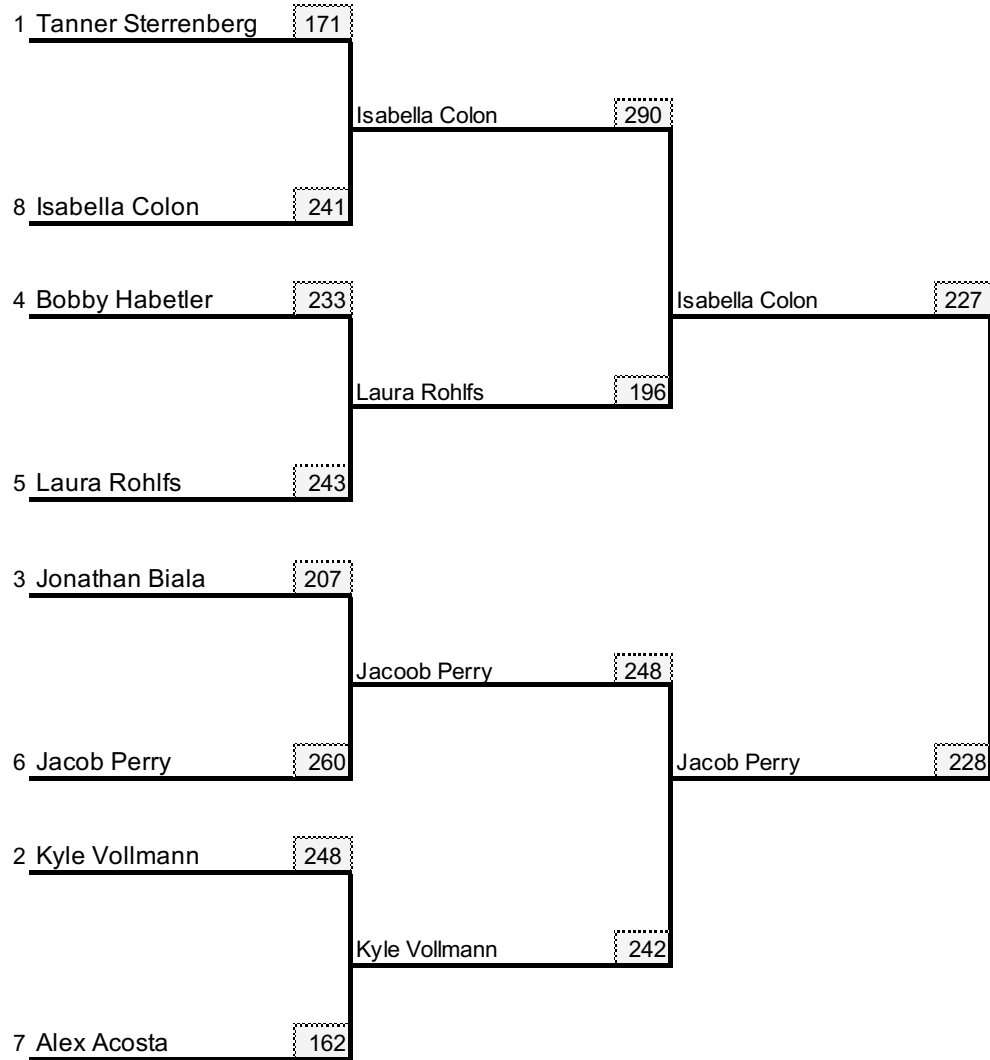 1 Tanner Sterrenberg 171
Isabella Colon 290
8 Isabella Colon 241
4 Bobby Habetler 233
Isabella Colon 227
Laura Rohlfs 196
5 Laura Rohlfs 243
3 Jonathan Biala 207
Jacoob Perry 248
6 Jacob Perry 260
Jacob Perry 228
2 Kyle Vollmann 248
Kyle Vollmann 242
7 Alex Acosta 162